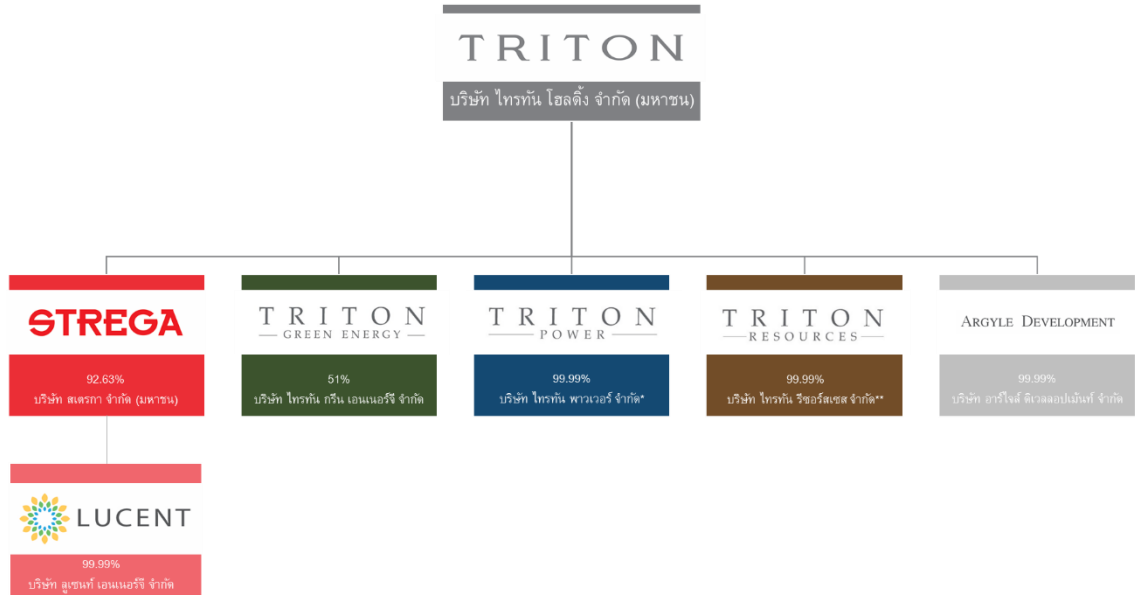 TRITON
บริษัท ไทรทัน โฮลดิ้ง จำกัด (มหาชน)
STREGA
92.63%
บริษัท สเตรกา จำกัด (มหาชน)
TRITON
GREEN ENERGY
51%
บริษัท ไทรทัน กรีน เอนเนอร์จี จำกัด
TRITON
POWER
99.99%
บริษัท ไทรทัน พาวเวอร์ จำกัด*
TRITON
RESOURCES
99.99%
บริษัท ไทรทัน รีซอร์สเซส จำกัด**
ARGYLE DEVELOPMENT
99.99%
บริษัท อาร์ไจล์ ดีเวลลอปเม้นท์ จำกัด
LUCENT
99.99%
บริษัท ลูเซนท์ เอนเนอร์จี จำกัด